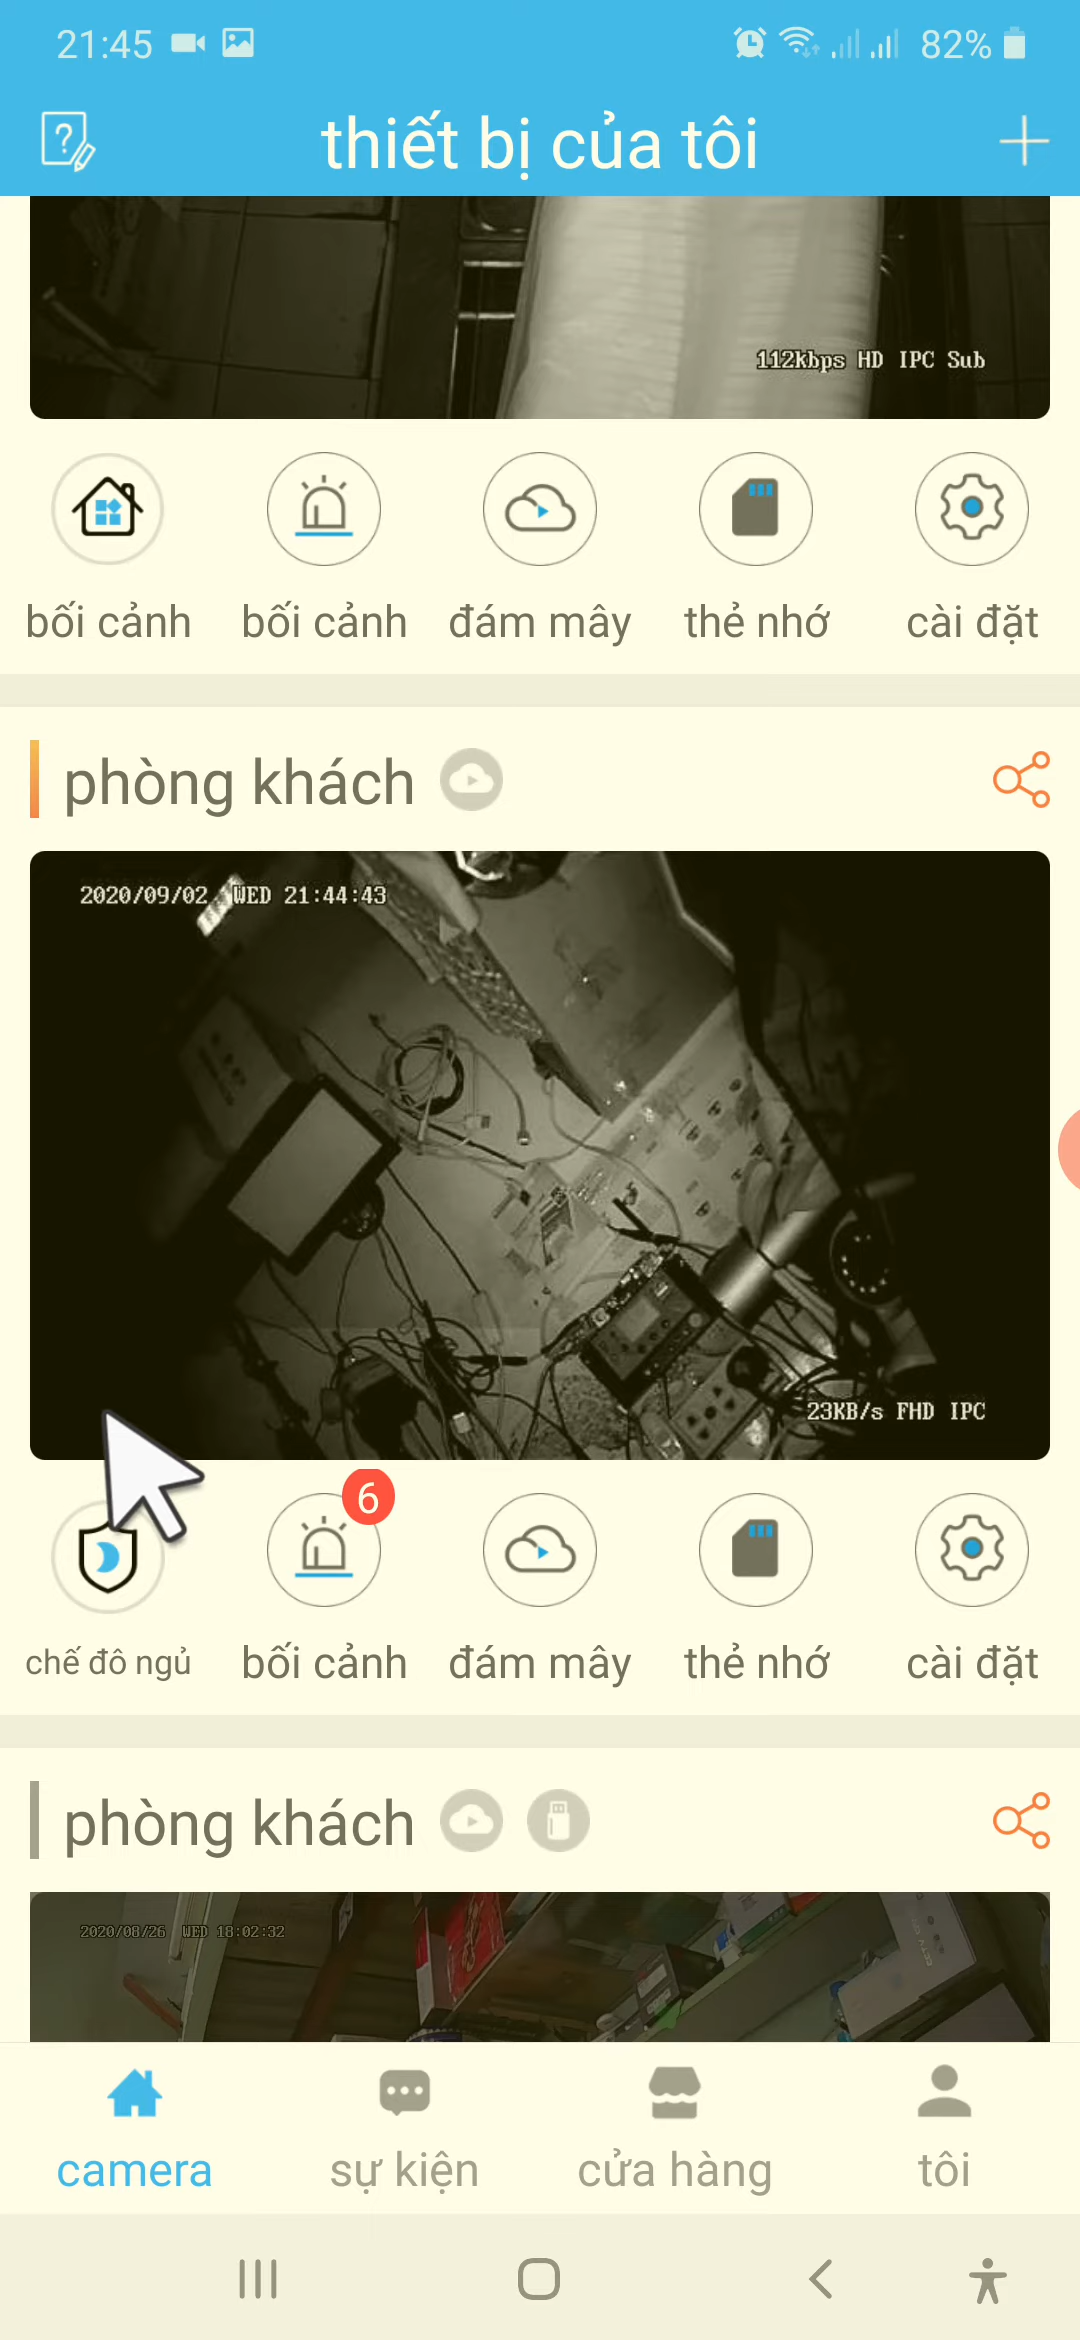 21:45 82%
thiết bị của tôi
112kbps HD IPC Sub
bối cảnh bối cảnh đám mây thẻ nhớ cài đặt
phòng khách
2020/09/02 WED 21:44:43
23KB/s FHD IPC
6
chế đô ngủ bối cảnh đám mây thẻ nhớ cài đặt
phòng khách
2020/08/26 WED 18:02:32
camera sự kiện cửa hàng tôi